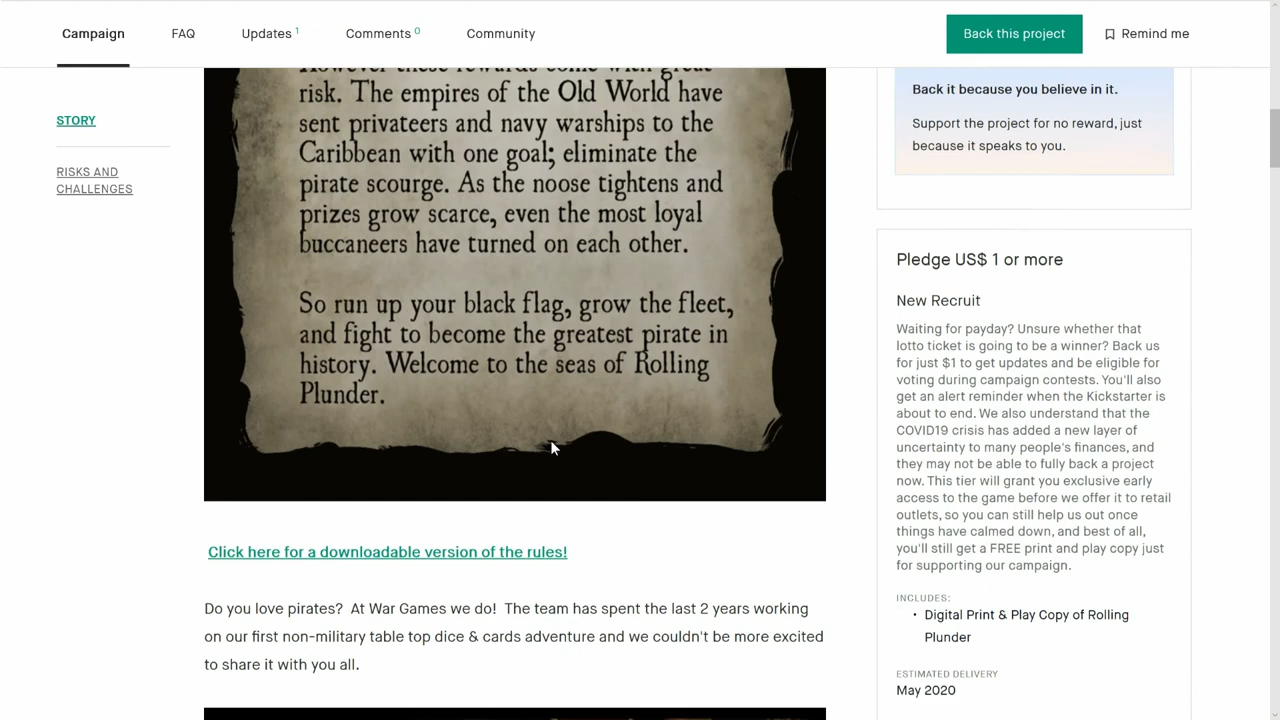 Campaign
FAQ
Updates 1
Comments 0
Community
Back this project
Remind me
STORY
RISKS AND
CHALLENGES
However these rewards come with great
risk. The empires of the Old World have
sent privateers and navy warships to the
Caribbean with one goal; eliminate the
pirate scourge. As the noose tightens and
prizes grow scarce, even the most loyal
buccaneers have turned on each other.
So run up your black flag, grow the fleet,
and fight to become the greatest pirate in
history. Welcome to the seas of Rolling
Plunder.
Click here for a downloadable version of the rules!
Do you love pirates? At War Games we do! The team has spent the last 2 years working
on our first non-military table top dice & cards adventure and we couldn't be more excited
to share it with you all.
Back it because you believe in it.
Support the project for no reward, just
because it speaks to you.
Pledge US$ 1 or more
New Recruit
Waiting for payday? Unsure whether that
lotto ticket is going to be a winner? Back us
for just $1 to get updates and be eligible for
voting during campaign contests. You'll also
get an alert reminder when the Kickstarter is
about to end. We also understand that the
COVID19 crisis has added a new layer of
uncertainty to many people's finances, and
they may not be able to fully back a project
now. This tier will grant you exclusive early
access to the game before we offer it to retail
outlets, so you can still help us out once
things have calmed down, and best of all,
you'll still get a FREE print and play copy just
for supporting our campaign.
INCLUDES:
• Digital Print & Play Copy of Rolling
Plunder
ESTIMATED DELIVERY
May 2020